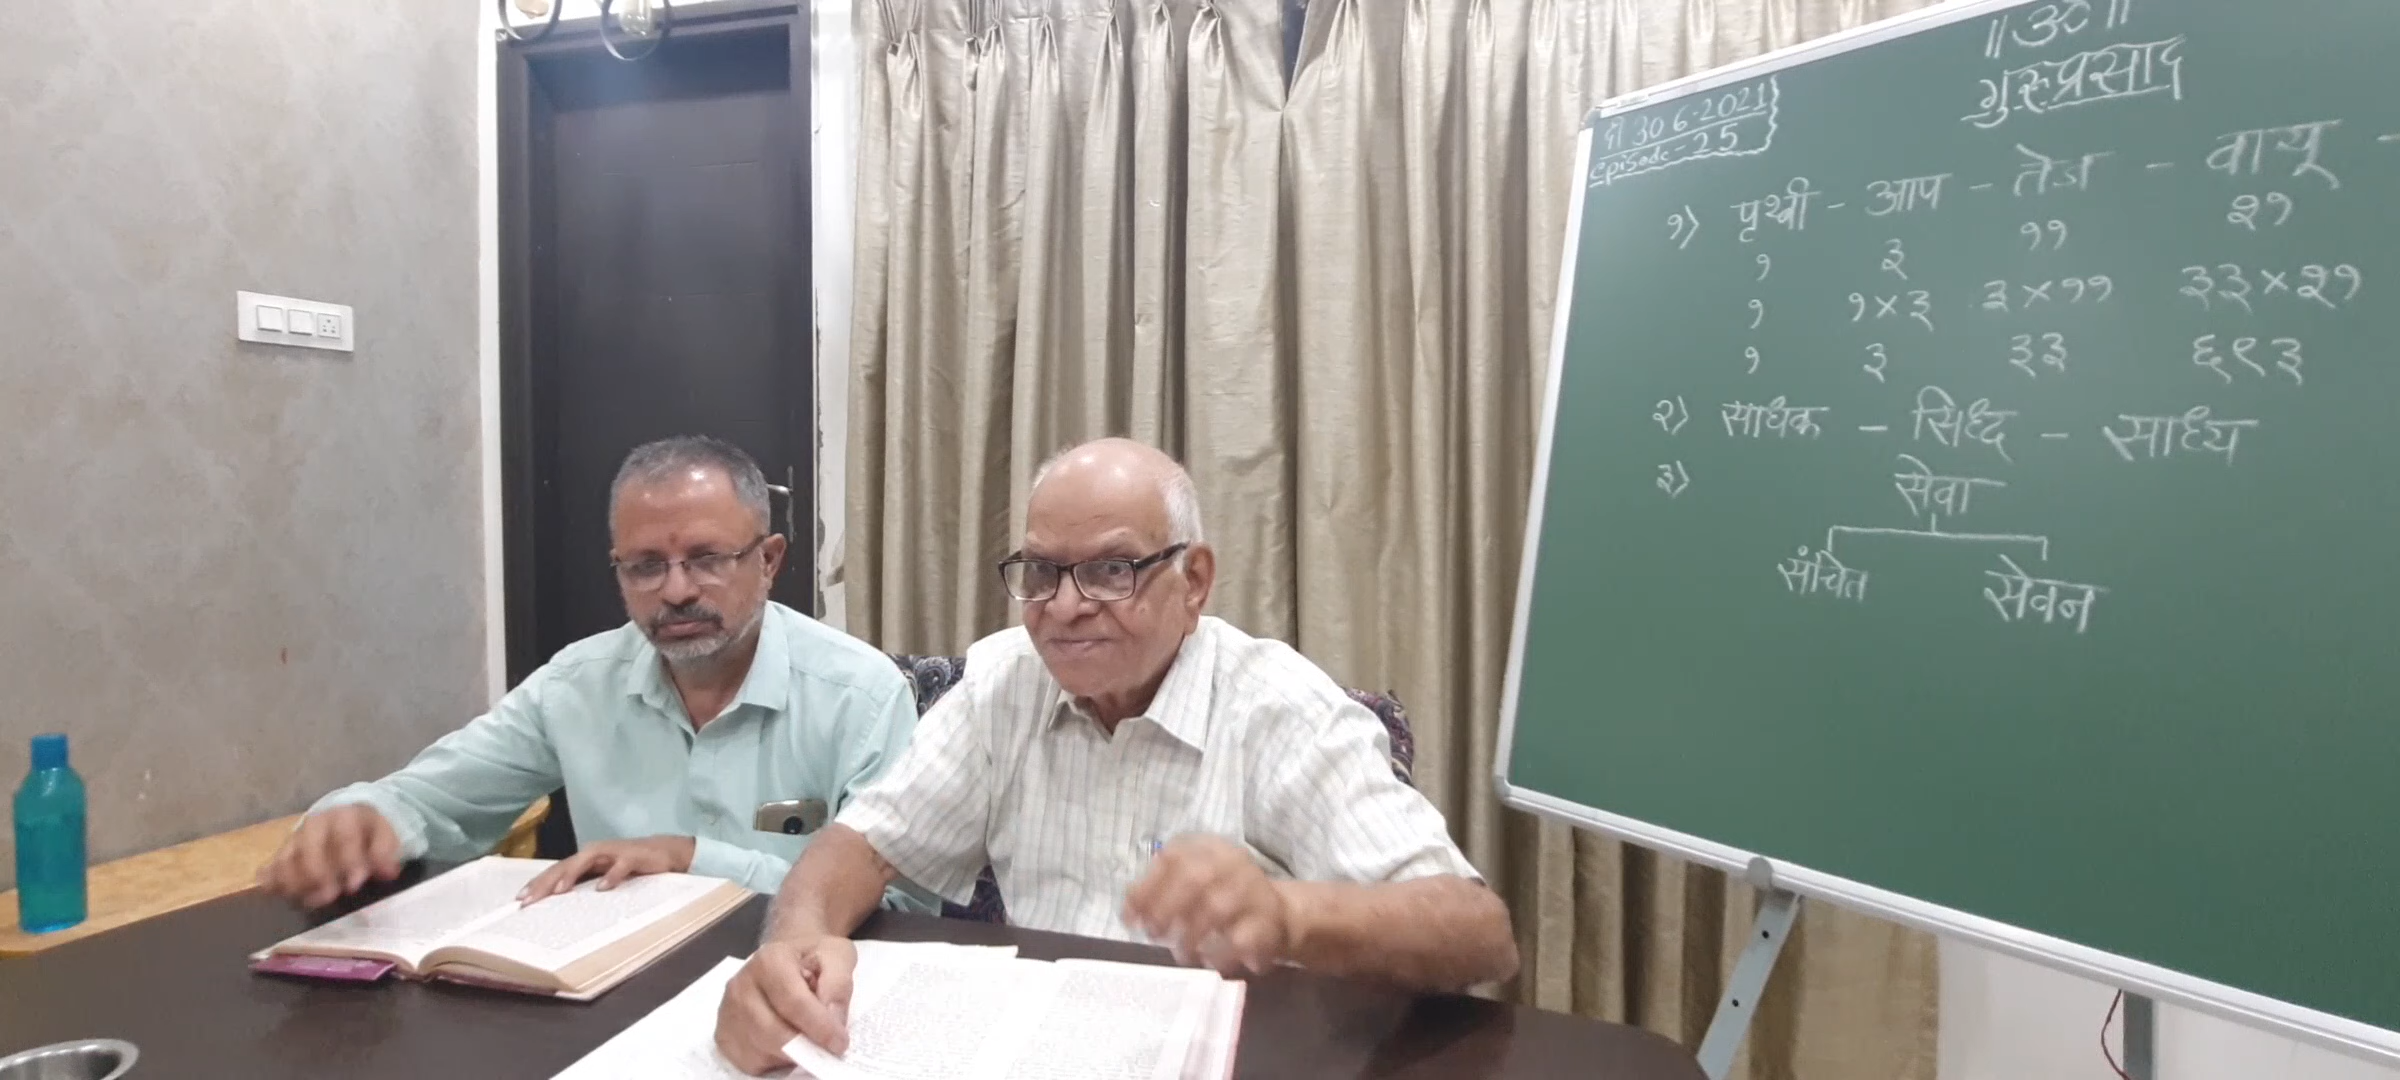 ॥ ॐ ॥
गुरुप्रसाद
दी 30 6-2021
episode-25
१) पृथ्वी - आप - तेज - वायू -
१ ३ ११ २१
१ १×३ ३×११ ३३×२१
१ ३ ३३ ६९३
२) साधक - सिध्द - साध्य
३) सेवा
संचित सेवन